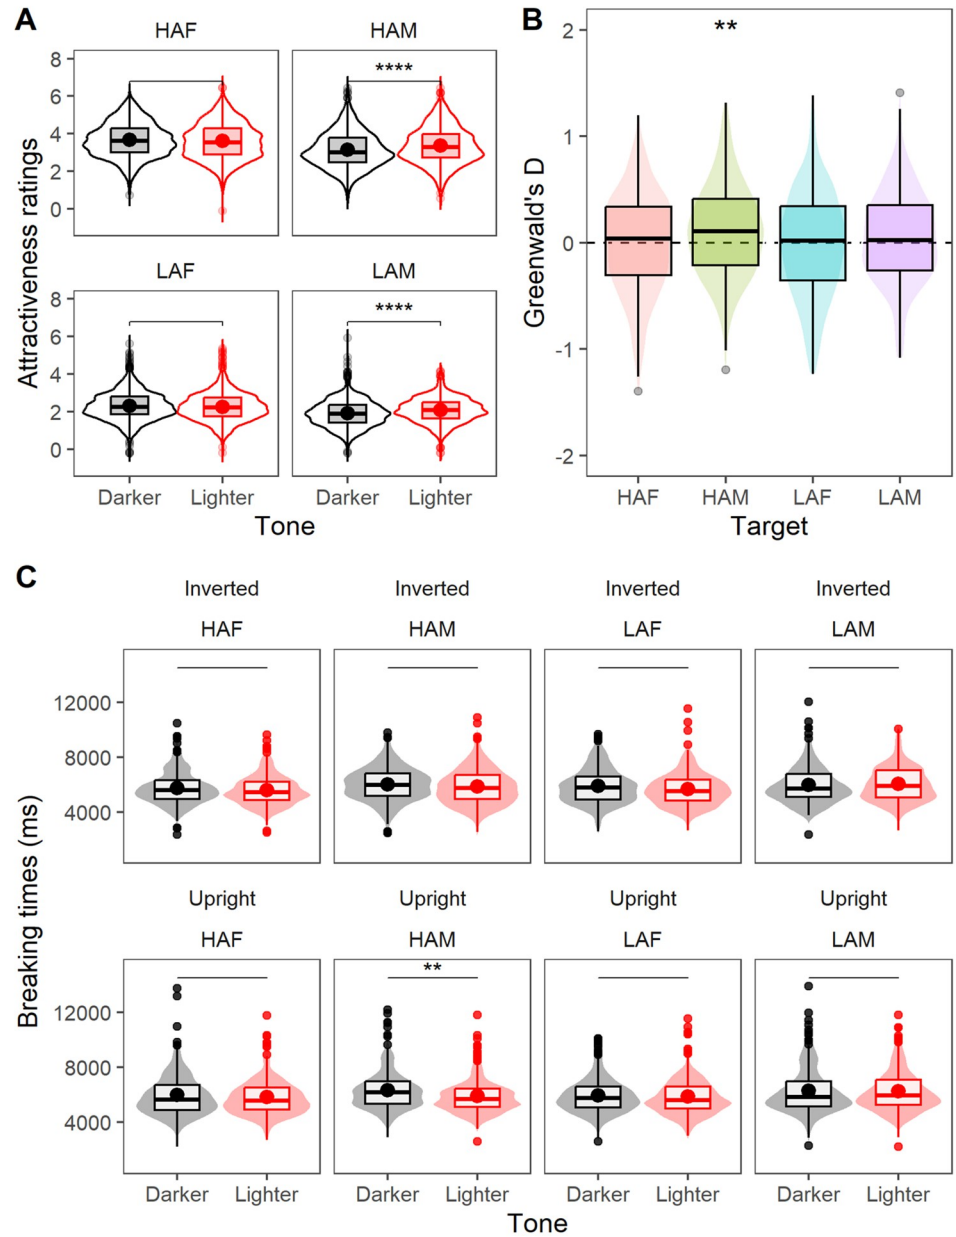 A
HAF
HAM
Attractiveness ratings
8
6
4
2
0
****
LAF
LAM
8
6
4
2
0
****
Darker
Lighter
Darker
Lighter
Tone
B
Greenwald's D
2
1
0
-1
-2
**
HAF
HAM
LAF
LAM
Target
C
Breaking times (ms)
Inverted
Inverted
Inverted
Inverted
HAF
HAM
LAF
LAM
12000
8000
4000
Upright
Upright
Upright
Upright
HAF
HAM
LAF
LAM
**
12000
8000
4000
Darker
Lighter
Darker
Lighter
Darker
Lighter
Darker
Lighter
Tone